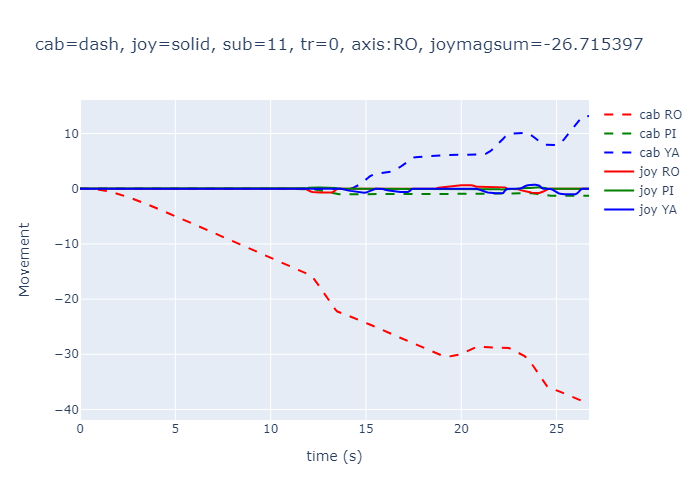 cab=dash, joy=solid, sub=11, tr=0, axis:RO, joymagsum=-26.715397
cab RO
cab PI
cab YA
joy RO
joy PI
joy YA
Movement
10
0
−10
−20
−30
−40
0
5
10
15
20
25
time (s)